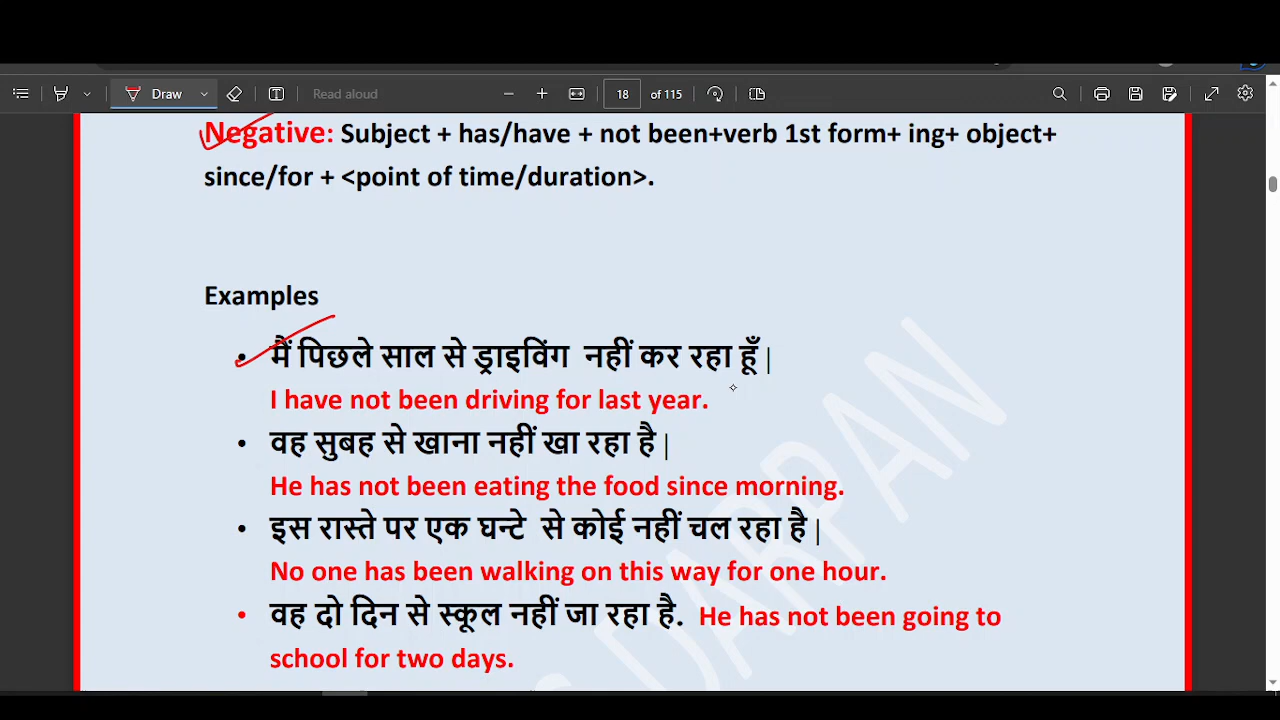 Draw
Read aloud
18 of 115
Negative: Subject + has/have + not been+verb 1st form+ ing+ object+
since/for + <point of time/duration>.
Examples
• मैं पिछले साल से ड्राइविंग नहीं कर रहा हूँ |
I have not been driving for last year.
• वह सुबह से खाना नहीं खा रहा है |
He has not been eating the food since morning.
• इस रास्ते पर एक घन्टे से कोई नहीं चल रहा है |
No one has been walking on this way for one hour.
• वह दो दिन से स्कूल नहीं जा रहा है. He has not been going to
school for two days.
DARPAN